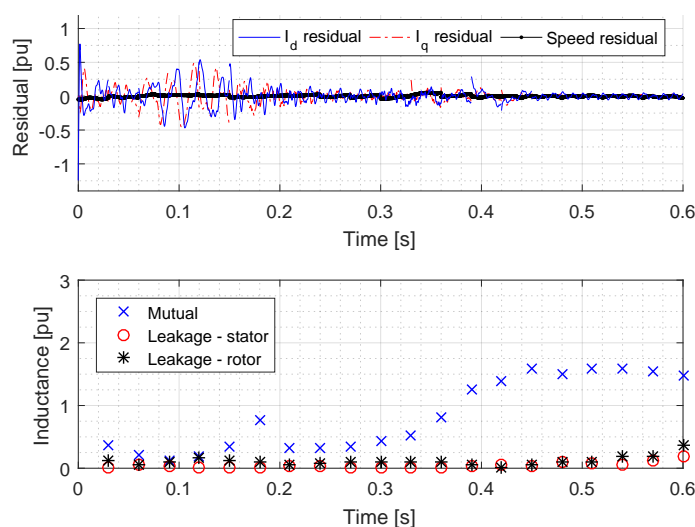 I_d residual I_q residual Speed residual
Residual [pu]
1
0.5
0
-0.5
-1
0 0.1 0.2 0.3 0.4 0.5 0.6
Time [s]
Mutual
Leakage - stator
Leakage - rotor
Inductance [pu]
3
2
1
0
0 0.1 0.2 0.3 0.4 0.5 0.6
Time [s]